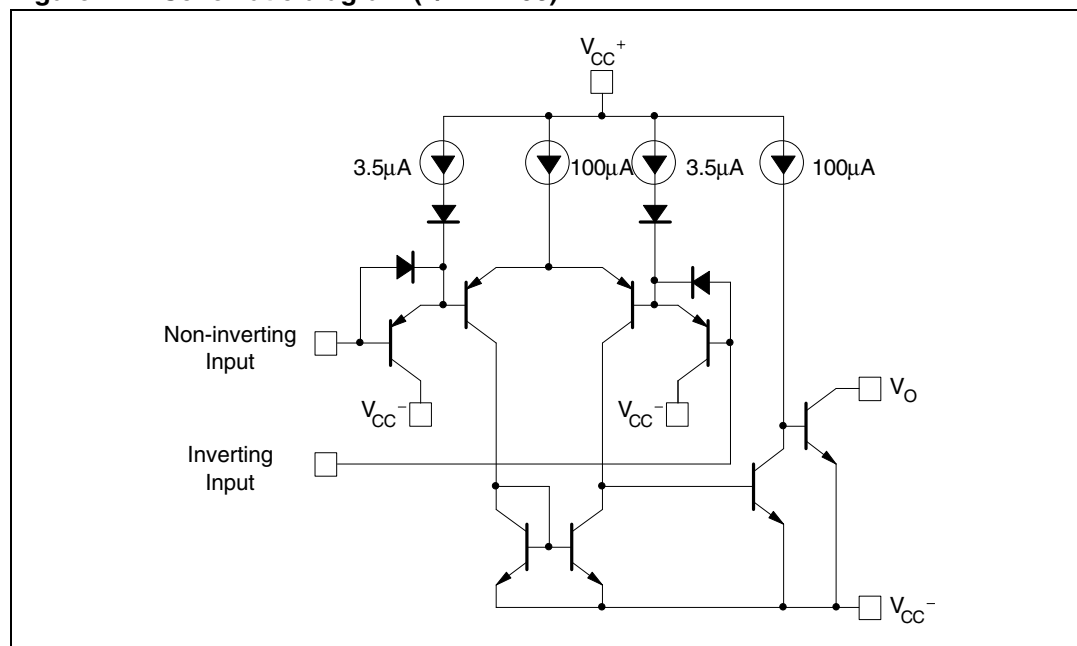 V_CC^+
3.5μA
100μA
3.5μA
100μA
Non-inverting
Input
V_CC^−
V_CC^−
V_O
Inverting
Input
V_CC^−